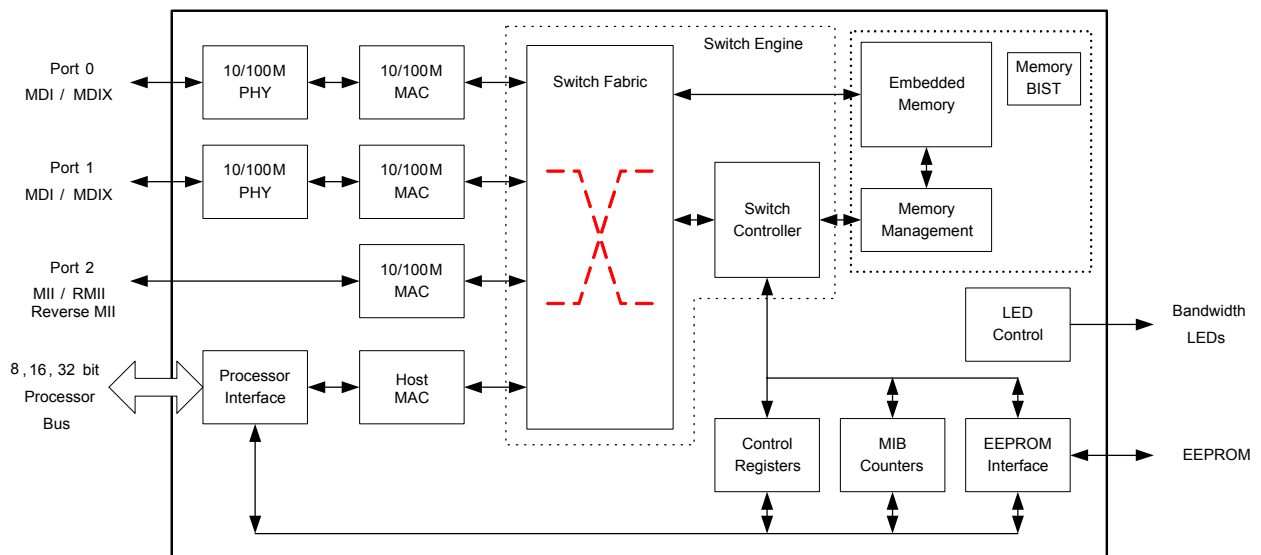 Switch Engine
Port 0
MDI / MDIX
10/100M
PHY
10/100M
MAC
Switch Fabric
Embedded
Memory
Memory
BIST
Port 1
MDI / MDIX
10/100M
PHY
10/100M
MAC
Switch
Controller
Memory
Management
Port 2
MII / RMII
Reverse MII
10/100M
MAC
LED
Control
Bandwidth
LEDs
8, 16, 32 bit
Processor
Bus
Processor
Interface
Host
MAC
Control
Registers
MIB
Counters
EEPROM
Interface
EEPROM